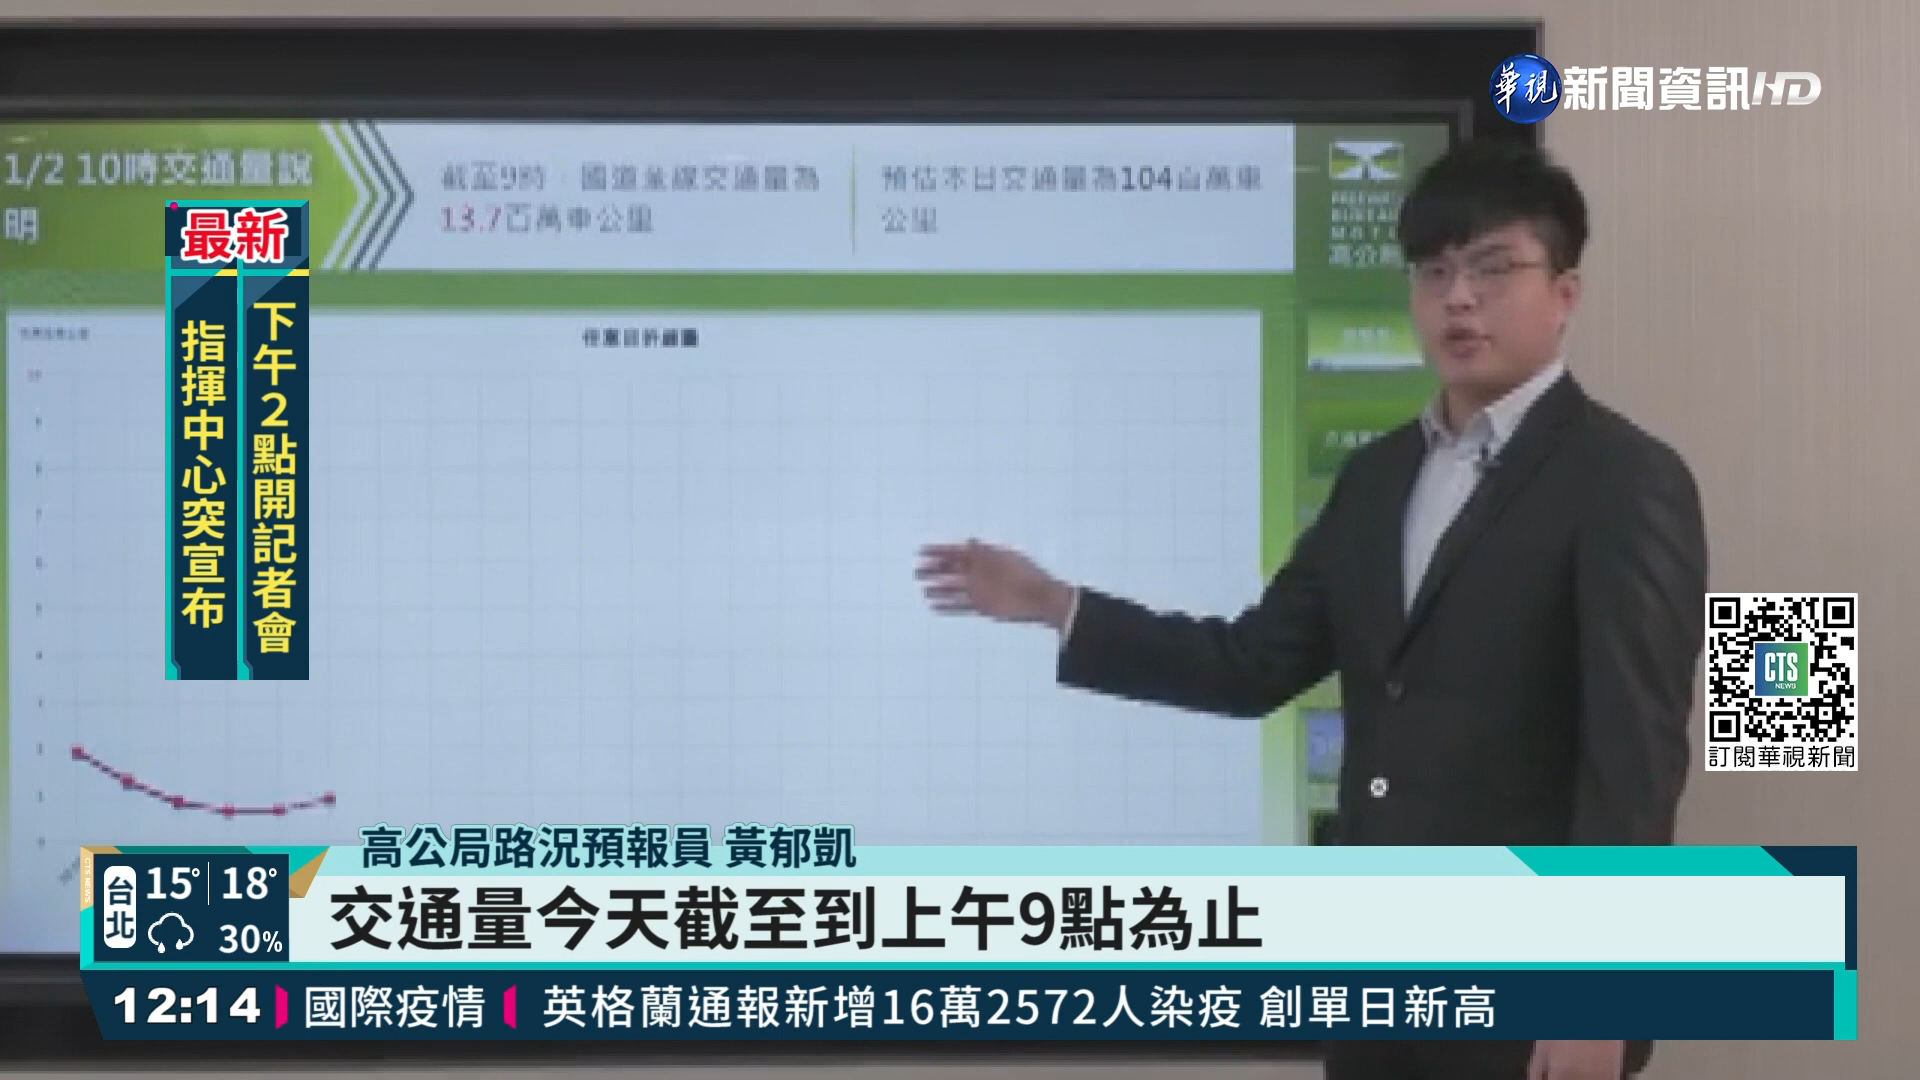 華視新聞資訊HD
1/2 10時交通量說
明
截至9時，國道全線交通量為
13.7百萬車公里
預估本日交通量為104百萬車
公里
高公局
最新
下午2點開記者會
指揮中心突宣布
CTS
NEWS
訂閱華視新聞
高公局路況預報員 黃郁凱
交通量今天截至到上午9點為止
台北
15° 18°
30%
12:14
國際疫情
英格蘭通報新增16萬2572人染疫 創單日新高